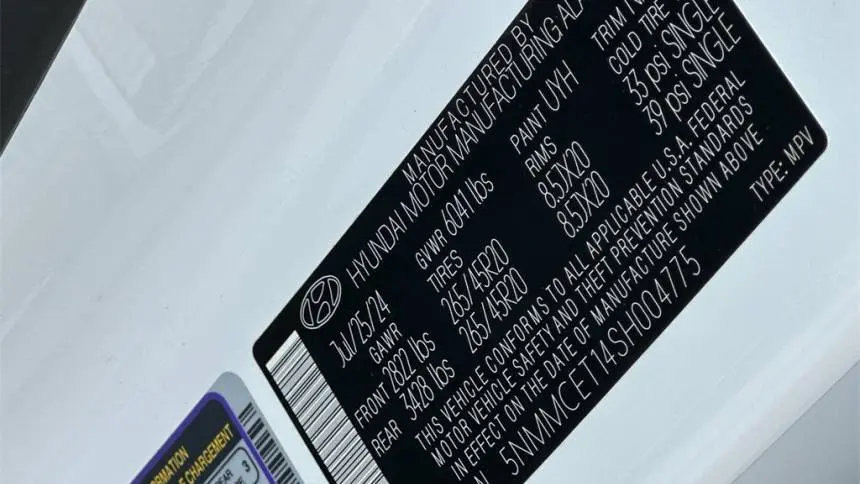 MANUFACTURED BY
HYUNDAI MOTOR MANUFACTURING
Jul/25/24 GVWR 6041 lbs PAINT UYH TRIM
GAWR TIRES RIMS COLD TIRE
FRONT 2822 lbs 265/45R20 8.5JX20 33 psi SINGLE
REAR 3428 lbs 265/45R20 8.5JX20 39 psi SINGLE
THIS VEHICLE CONFORMS TO ALL APPLICABLE U.S.A. FEDERAL
MOTOR VEHICLE SAFETY AND THEFT PREVENTION STANDARDS
IN EFFECT ON THE DATE OF MANUFACTURE SHOWN ABOVE
5NMMCET14SH004775 TYPE: MPV
CHARGEMENT
3